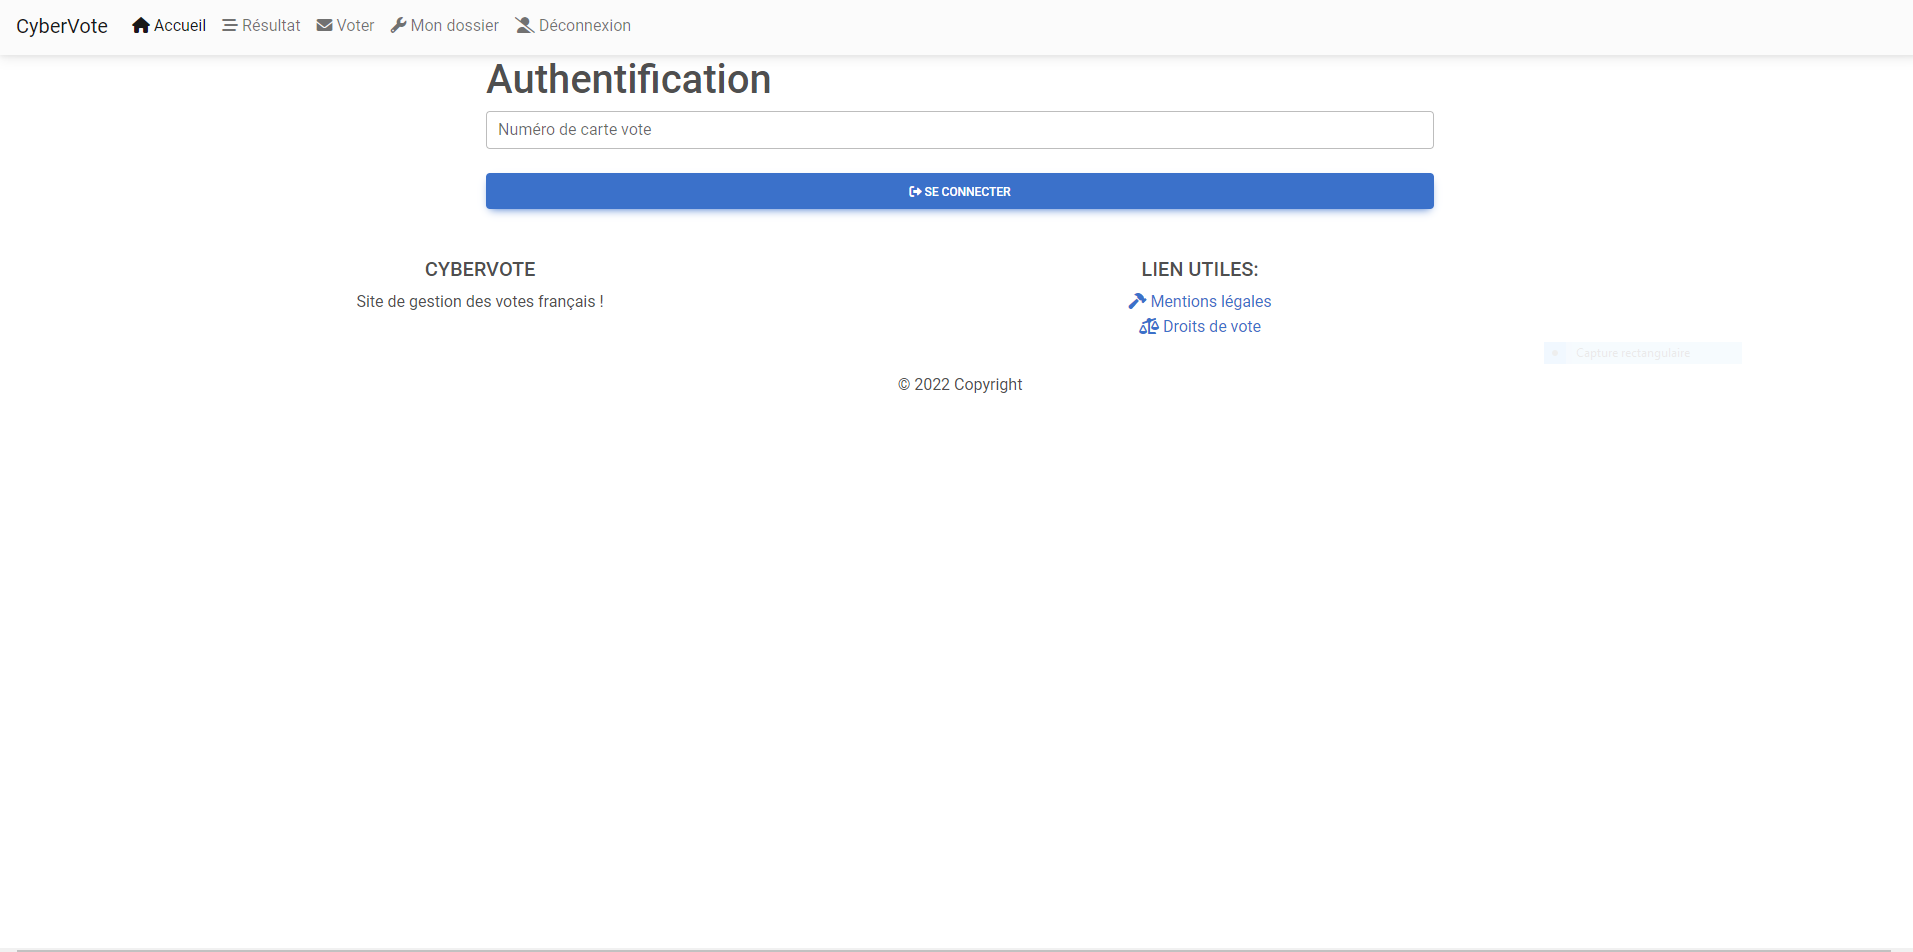 CyberVote Accueil Résultat Voter Mon dossier Déconnexion
Authentification
Numéro de carte vote
SE CONNECTER
CYBERVOTE
Site de gestion des votes français !
LIEN UTILES:
Mentions légales
Droits de vote
Capture rectangulaire
© 2022 Copyright